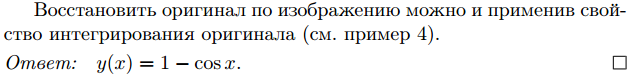 Восстановить оригинал по изображению можно и применив свой-
ство интегрирования оригинала (см. пример 4).
Ответ: y(x) = 1 − cos x. □